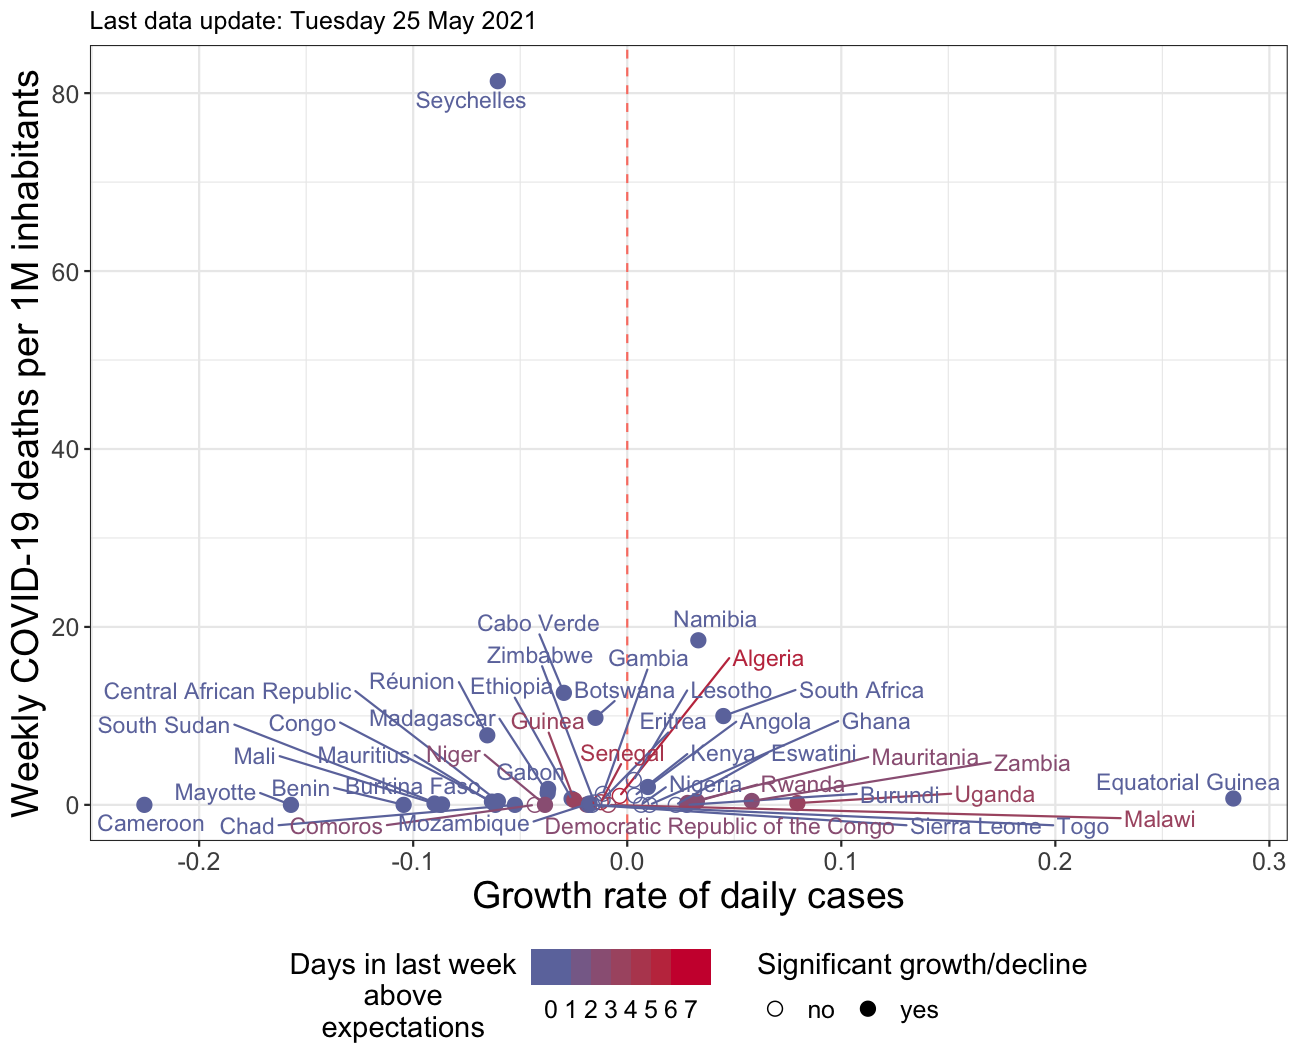 Last data update: Tuesday 25 May 2021
Weekly COVID-19 deaths per 1M inhabitants
80
60
40
20
0
Seychelles
Namibia
Cabo Verde
Zimbabwe
Gambia
Algeria
Réunion
Ethiopia
Botswana
Lesotho
South Africa
Central African Republic
Madagascar
Guinea
Eritrea
Angola
Ghana
South Sudan
Congo
Mali
Mauritius
Niger
Senegal
Kenya
Eswatini
Mauritania
Zambia
Mayotte
Benin
Burkina Faso
Gabon
Nigeria
Rwanda
Burundi
Uganda
Equatorial Guinea
Cameroon
Chad
Comoros
Mozambique
Democratic Republic of the Congo
Sierra Leone
Togo
Malawi
-0.2
-0.1
0.0
0.1
0.2
0.3
Growth rate of daily cases
Days in last week
above
expectations
0 1 2 3 4 5 6 7
Significant growth/decline
no
yes